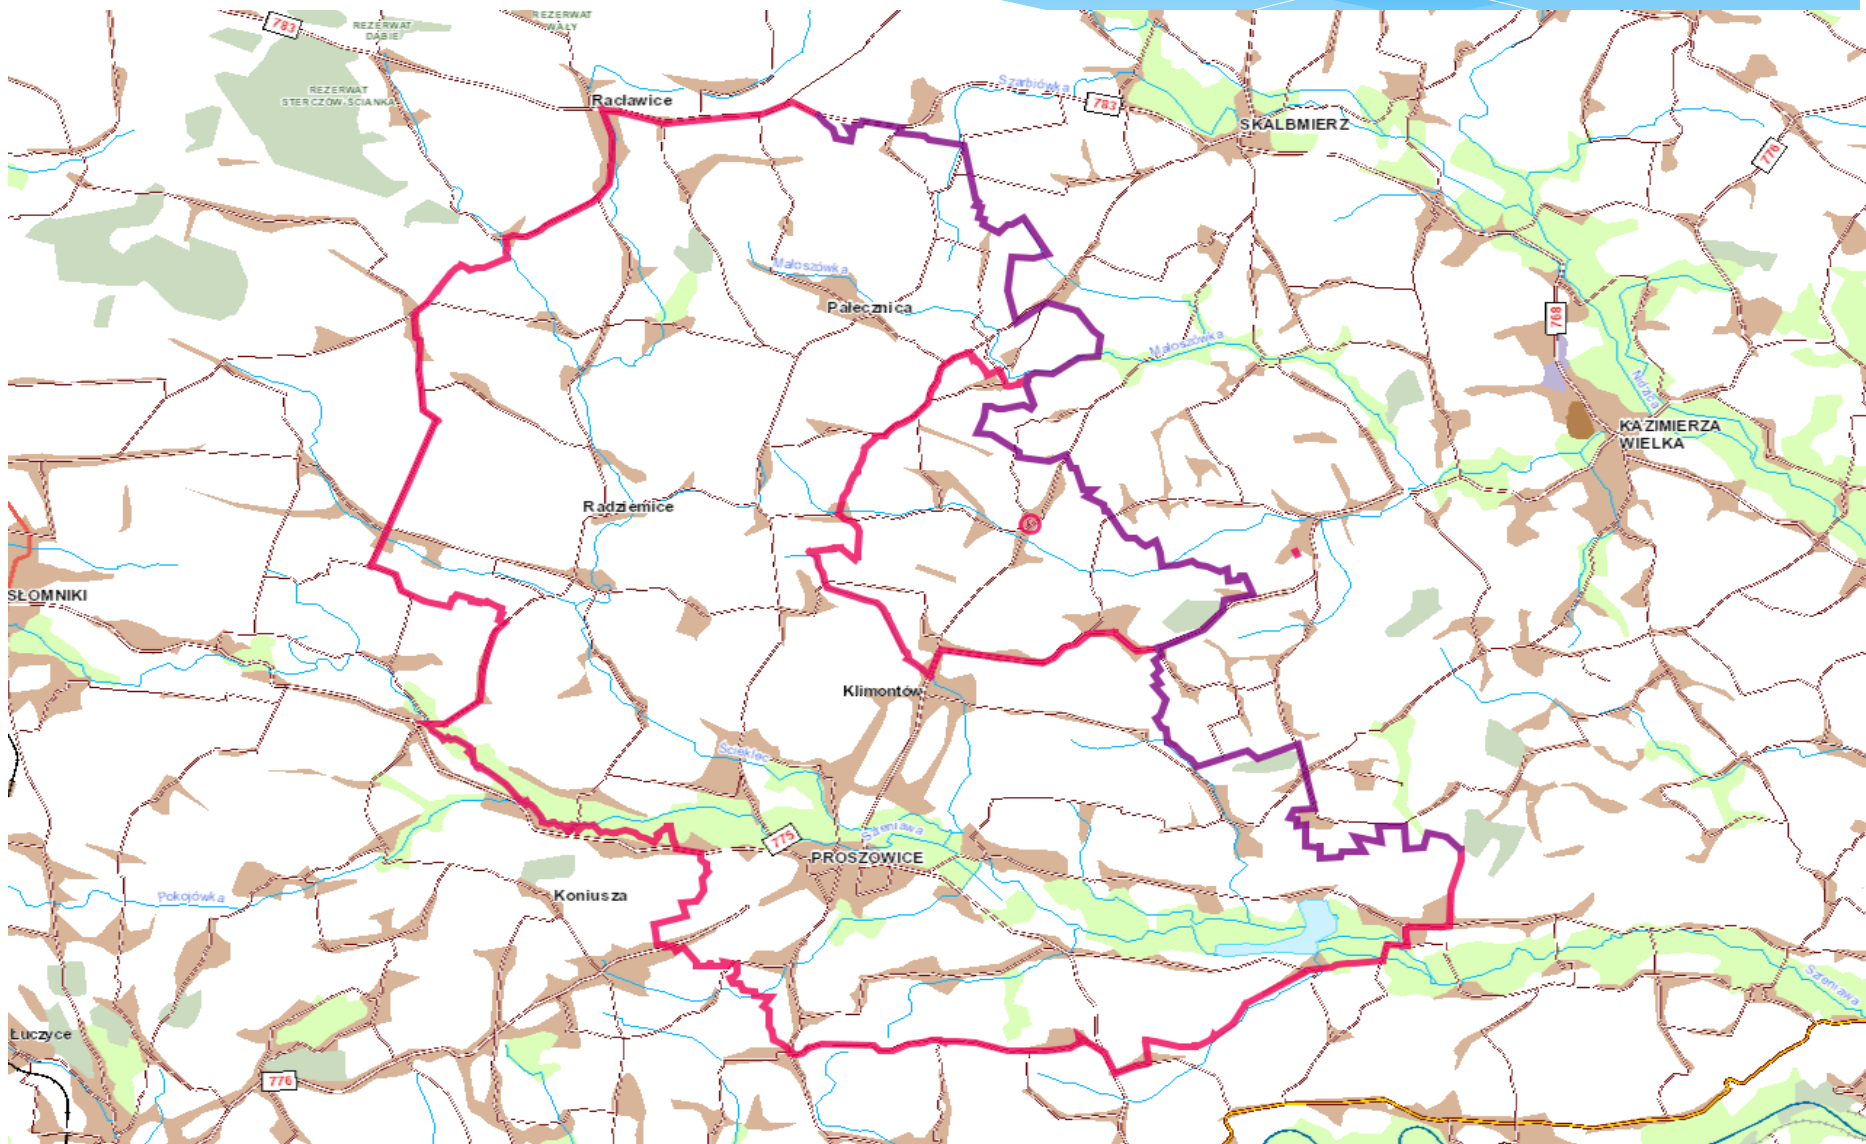 783
REZERWAT
DĄBIE
REZERWAT
WAŁY
REZERWAT
STERCZÓW-ŚCIANKA
Racławice
Szarbiówka
783
SKALBMIERZ
776
Małoszówka
Pałecznica
768
Małoszówka
Nidzica
KAZIMIERZA
WIELKA
Radziemice
SŁOMNIKI
Klimontów
Ścieklec
775
Szreniawa
PROSZOWICE
Pokojówka
Koniusza
Szreniawa
Łuczyce
776